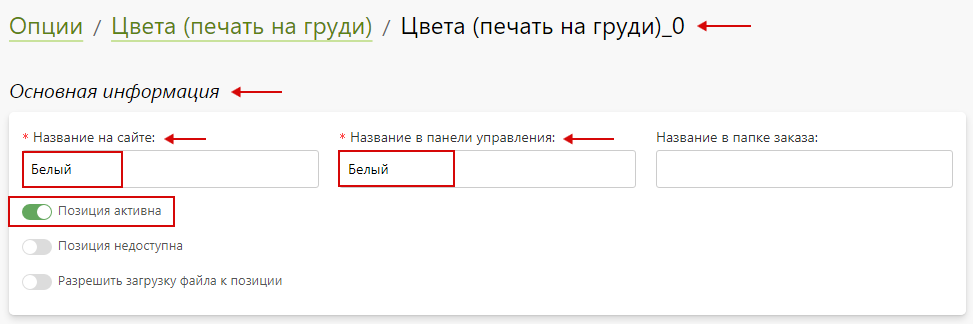 Опции / Цвета (печать на груди) / Цвета (печать на груди)_0
Основная информация
* Название на сайте: * Название в панели управления: Название в папке заказа:
Белый Белый
Позиция активна
Позиция недоступна
Разрешить загрузку файла к позиции